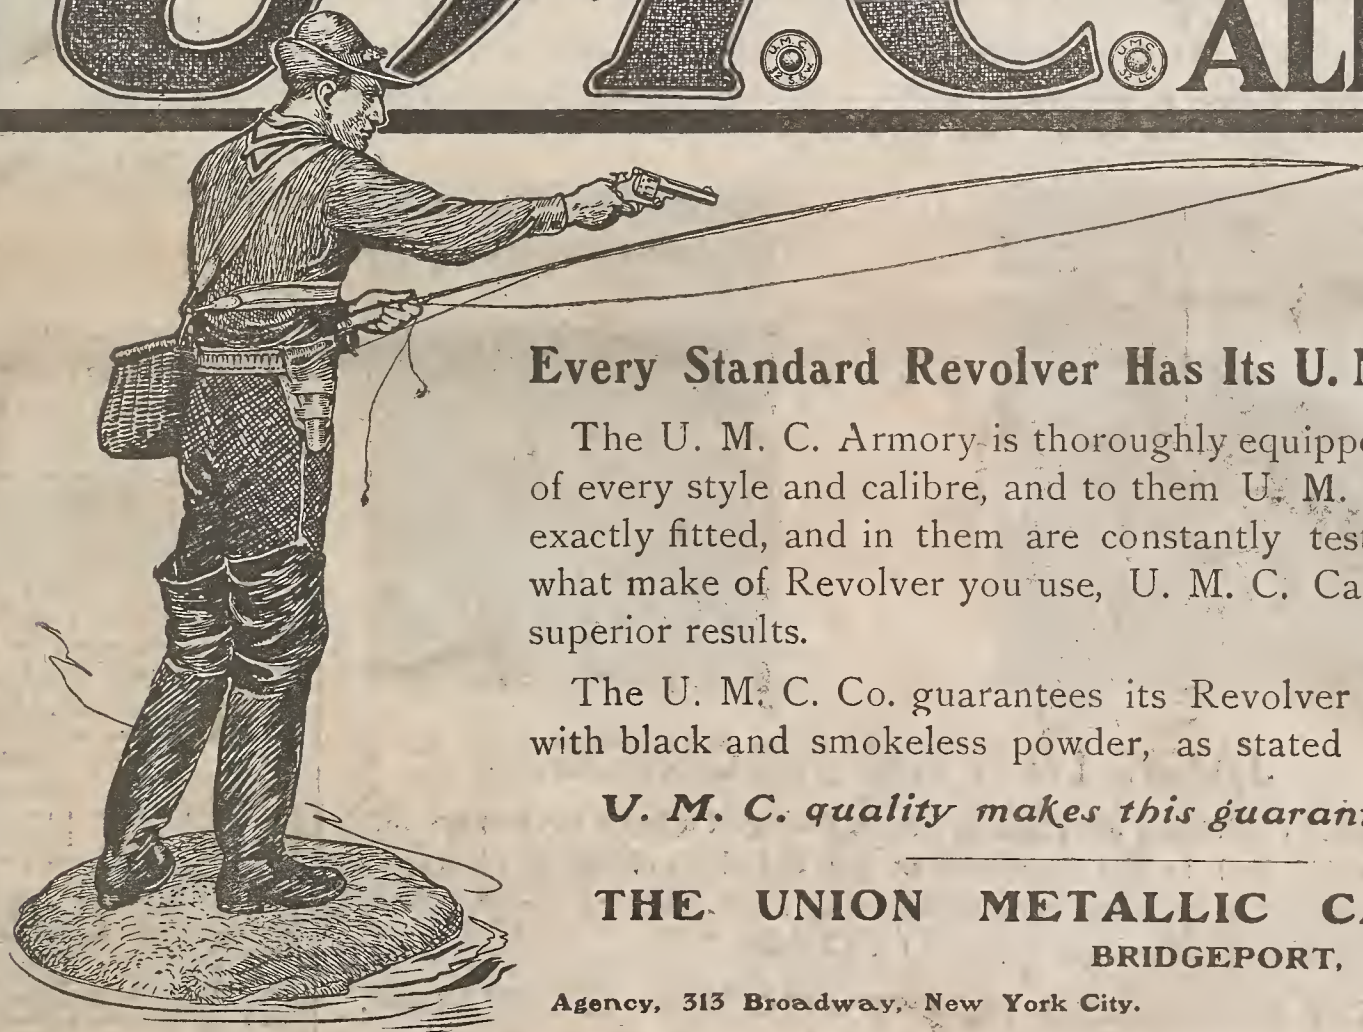 U. M. C. ALL
Every Standard Revolver Has Its U.
The U. M. C. Armory is thoroughly
of every style and calibre, and to them U. M.
exactly fitted, and in them are constantly
what make of Revolver you use, U. M. C.
superior results.
The U. M. C. Co. guarantees its Revolver
with black and smokeless powder, as stated
U. M. C. quality makes this
THE UNION METALLIC
BRIDGEPORT,
Agency, 313 Broadway, New York City.